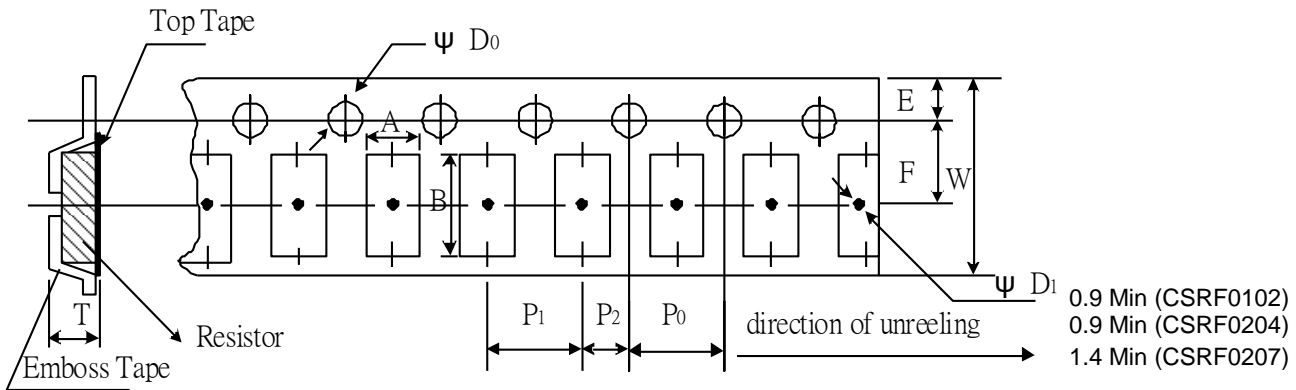 Top Tape
ψ D0
E
A
F
W
B
ψ D1
0.9 Min (CSRF0102)
T
P1
P2
P0
direction of unreeling
0.9 Min (CSRF0204)
Resistor
1.4 Min (CSRF0207)
Emboss Tape